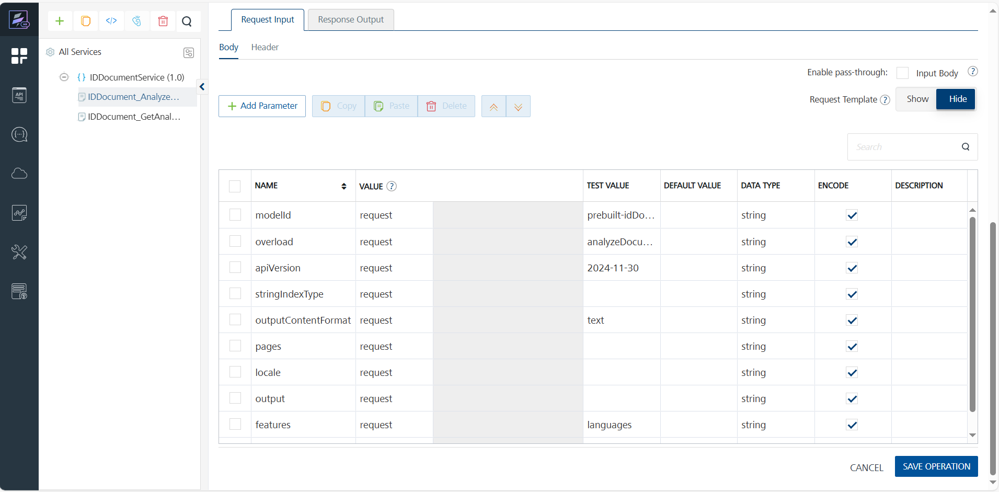 Request Input
Response Output
Body
Header
All Services
IDDocumentService (1.0)
IDDocument_Analyze...
IDDocument_GetAnal...
Enable pass-through:
Input Body
Request Template
Show
Hide
Add Parameter
Copy
Paste
Delete
Search
NAME VALUE TEST VALUE DEFAULT VALUE DATA TYPE ENCODE DESCRIPTION
modelId request prebuilt-idDo... string
overload request analyzeDocu... string
apiVersion request 2024-11-30 string
stringIndexType request string
outputContentFormat request text string
pages request string
locale request string
output request string
features request languages string
CANCEL
SAVE OPERATION
MX
API